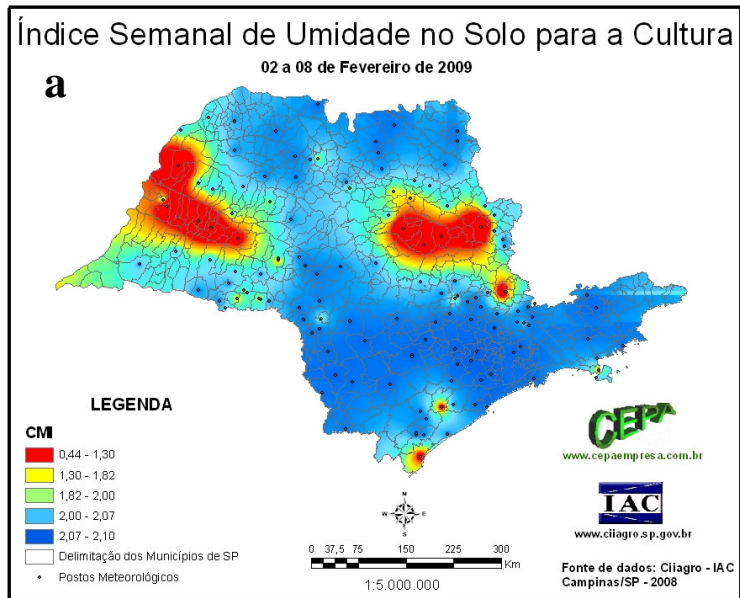 Índice Semanal de Umidade no Solo para a Cultura
02 a 08 de Fevereiro de 2009
a
LEGENDA
CMI
0,44 - 1,30
1,30 - 1,82
1,82 - 2,00
2,00 - 2,07
2,07 - 2,10
Delimitação dos Municípios de SP
Postos Meteorológicos
N
W E
S
0 37,5 75 150 225 300
Km
1:5.000.000
CEPA
www.cepaempresa.com.br
IAC
www.ciiagro.sp.gov.br
Fonte de dados: Ciiagro - IAC
Campinas/SP - 2008